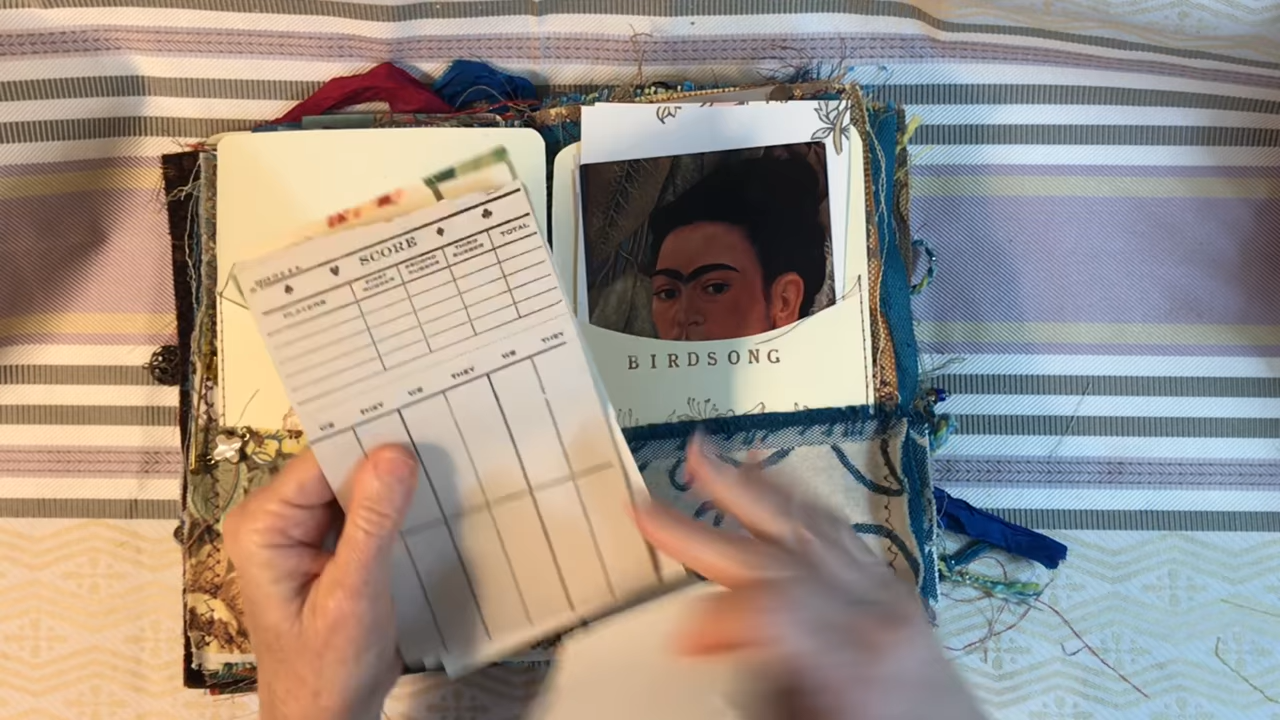 SCORE
PLAYERS FIRST RUBBER SECOND RUBBER THIRD RUBBER TOTAL
WE THEY WE THEY WE THEY
BIRDSONG